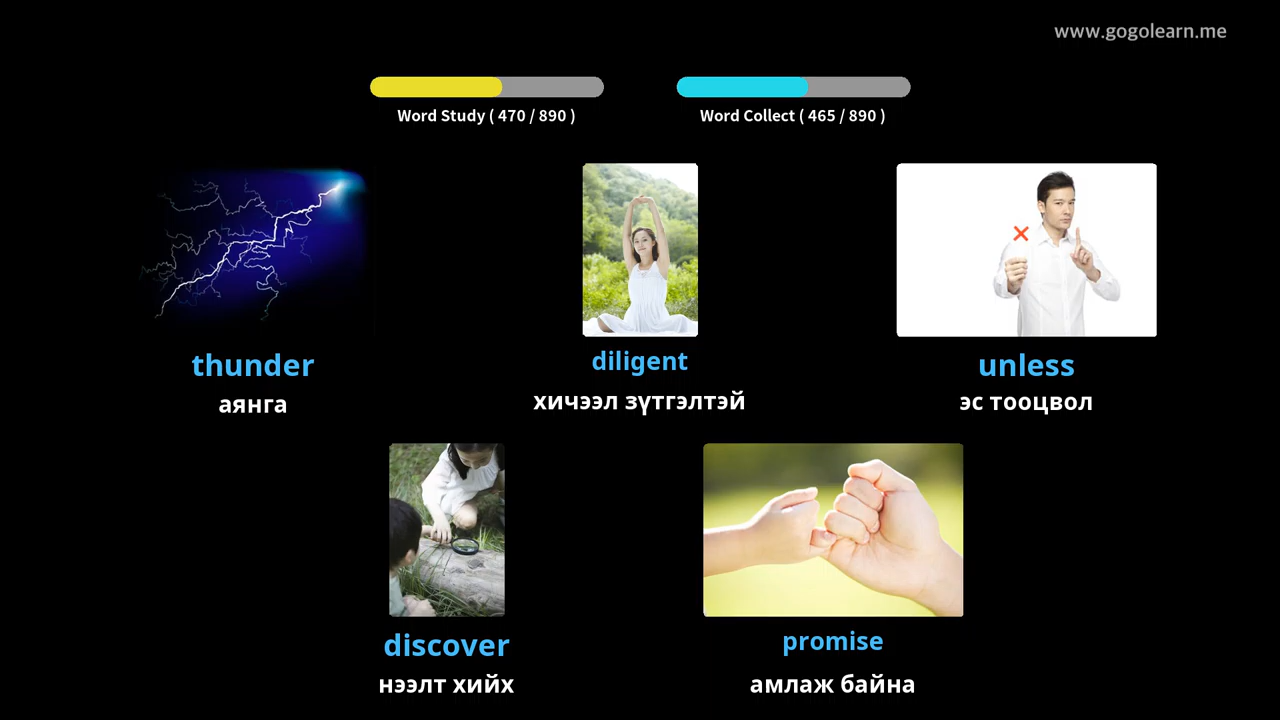 www.gogolearn.me
Word Study ( 470 / 890 )
Word Collect ( 465 / 890 )
thunder
аянга
diligent
хичээл зүтгэлтэй
unless
эс тооцвол
discover
нээлт хийх
promise
амлаж байна